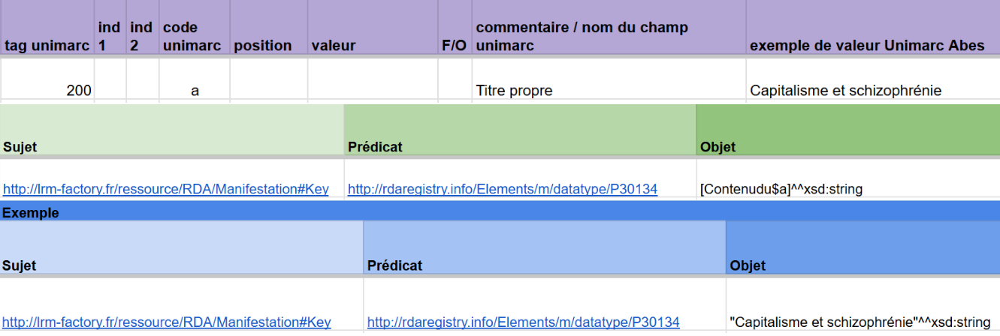 tag unimarc ind 1 ind 2 code unimarc position valeur F/O commentaire / nom du champ unimarc exemple de valeur Unimarc Abes
200 a Titre propre Capitalisme et schizophrénie
Sujet Prédicat Objet
http://lrm-factory.fr/ressource/RDA/Manifestation#Key http://rdaregistry.info/Elements/m/datatype/P30134 [Contenudu$a]^^xsd:string
Exemple
Sujet Prédicat Objet
http://lrm-factory.fr/ressource/RDA/Manifestation#Key http://rdaregistry.info/Elements/m/datatype/P30134 "Capitalisme et schizophrénie"^^xsd:string